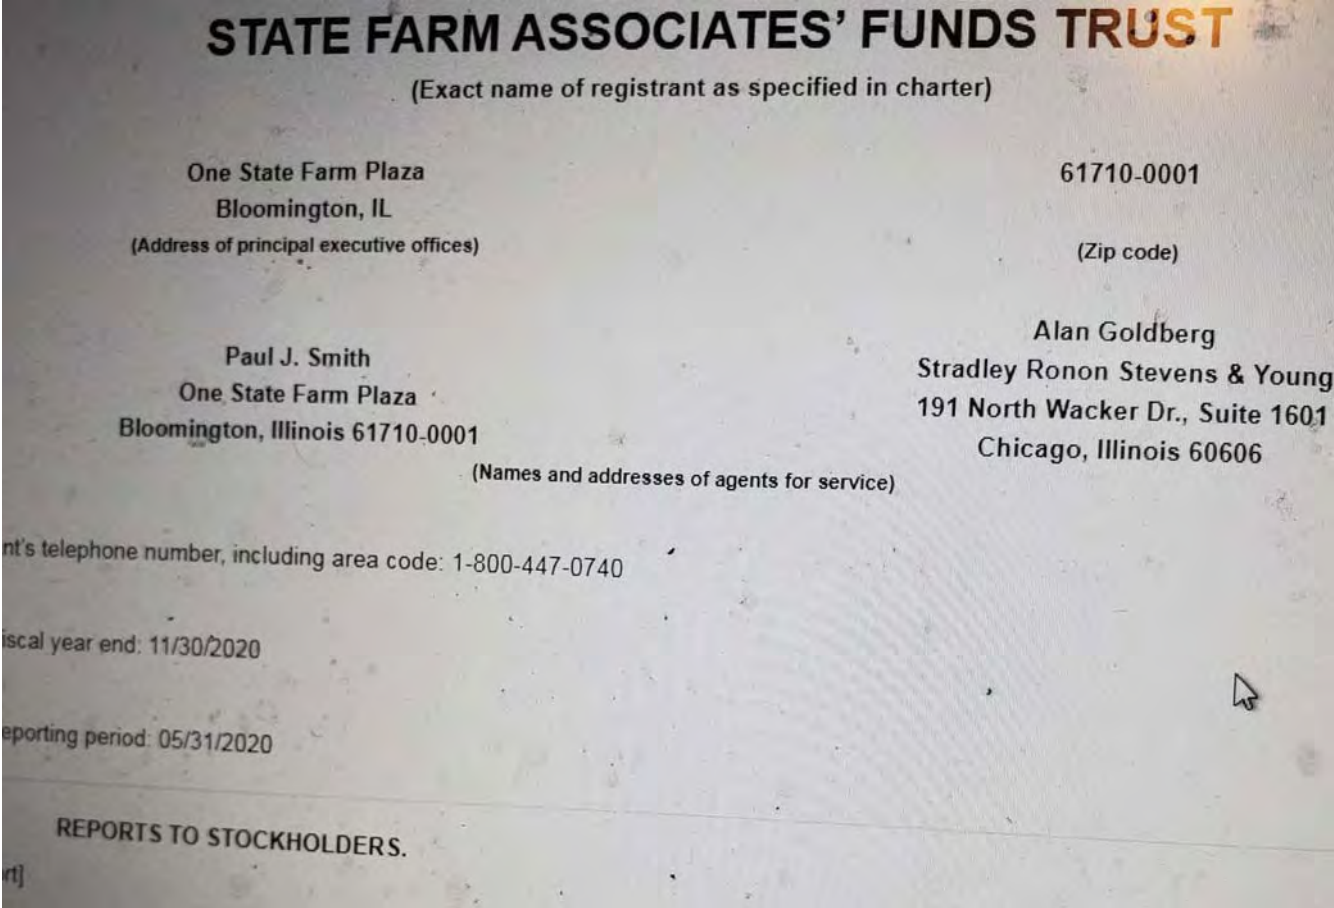 STATE FARM ASSOCIATES' FUNDS TRUST
(Exact name of registrant as specified in charter)
One State Farm Plaza
Bloomington, IL
(Address of principal executive offices)
61710-0001
(Zip code)
Paul J. Smith
One State Farm Plaza
Bloomington, Illinois 61710-0001
Alan Goldberg
Stradley Ronon Stevens & Young
191 North Wacker Dr., Suite 1601
Chicago, Illinois 60606
(Names and addresses of agents for service)
nt's telephone number, including area code: 1-800-447-0740
iscal year end: 11/30/2020
eporting period: 05/31/2020
REPORTS TO STOCKHOLDERS.
rt]